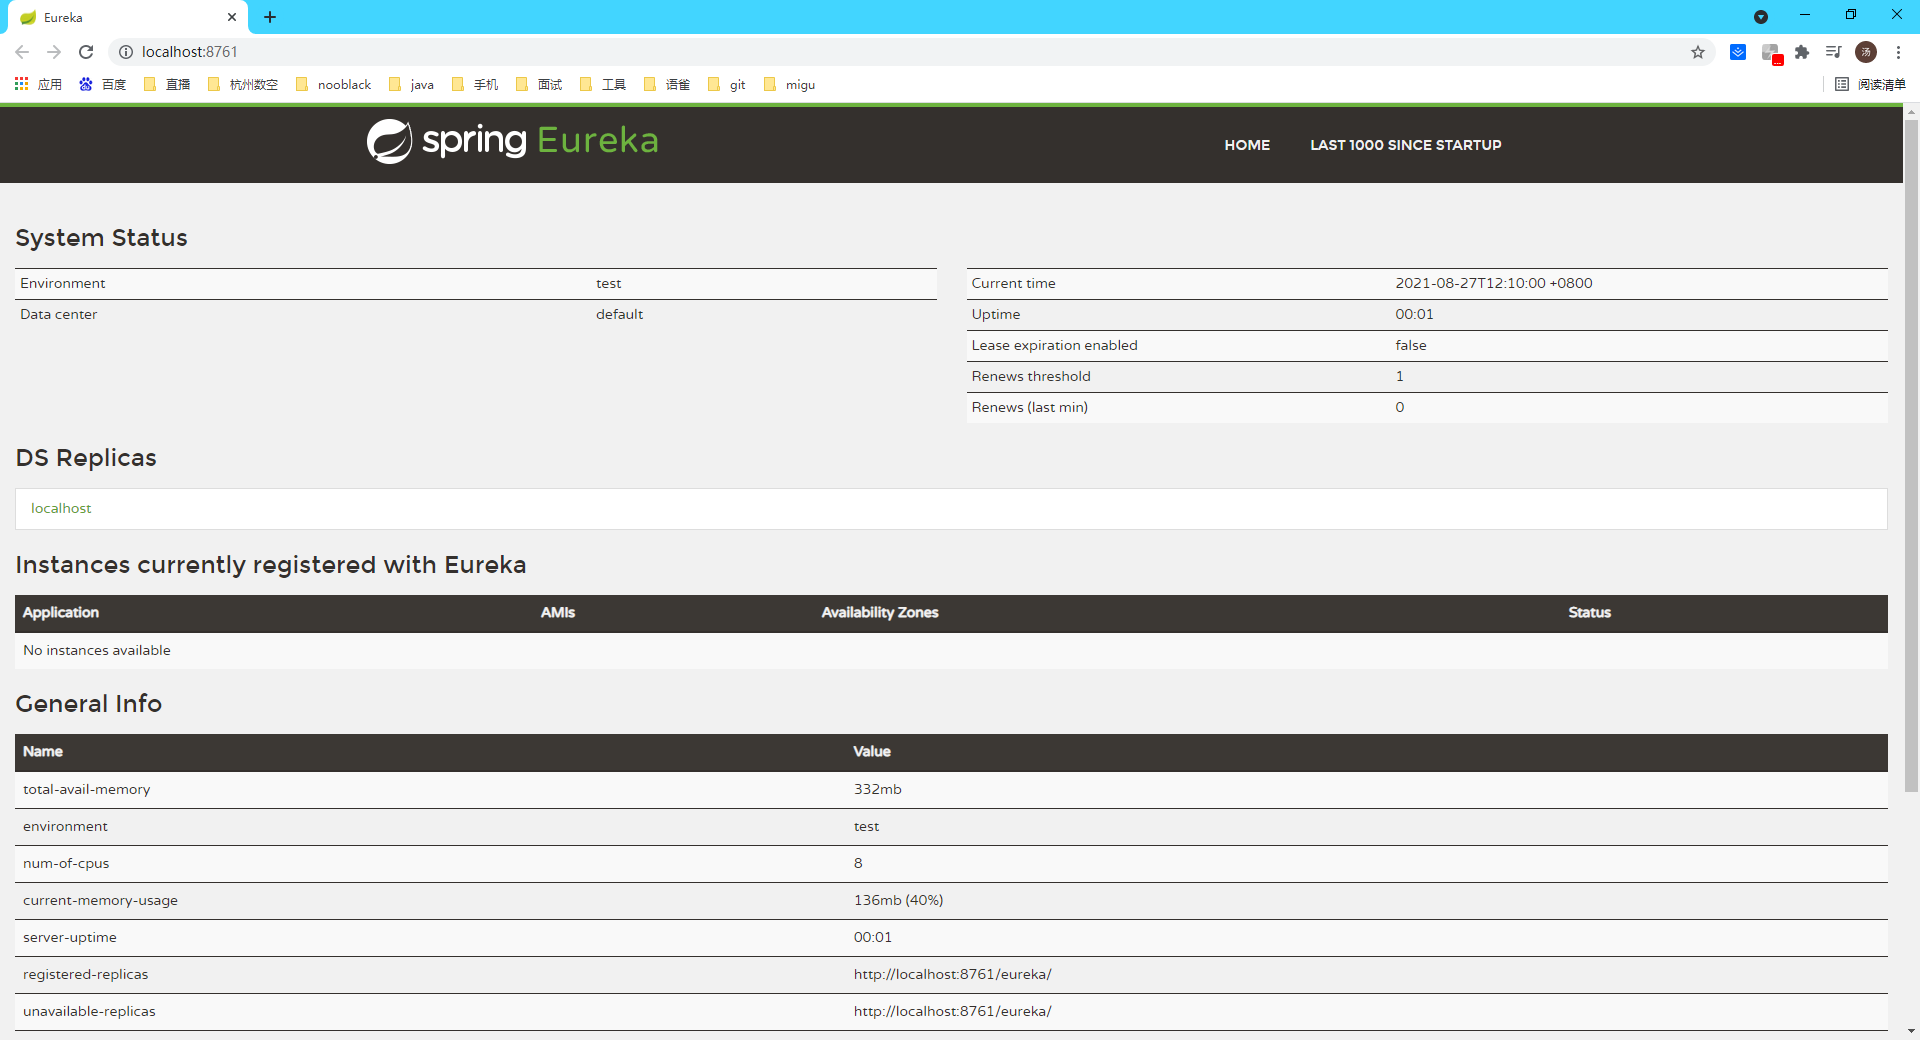 Eureka
localhost:8761
应用 百度 直播 杭州数空 nooblack java 手机 面试 工具 语雀 git migu 阅读清单
spring Eureka
HOME LAST 1000 SINCE STARTUP
System Status
Environment test
Data center default
Current time 2021-08-27T12:10:00 +0800
Uptime 00:01
Lease expiration enabled false
Renews threshold 1
Renews (last min) 0
DS Replicas
localhost
Instances currently registered with Eureka
Application AMIs Availability Zones Status
No instances available
General Info
Name Value
total-avail-memory 332mb
environment test
num-of-cpus 8
current-memory-usage 136mb (40%)
server-uptime 00:01
registered-replicas http://localhost:8761/eureka/
unavailable-replicas http://localhost:8761/eureka/